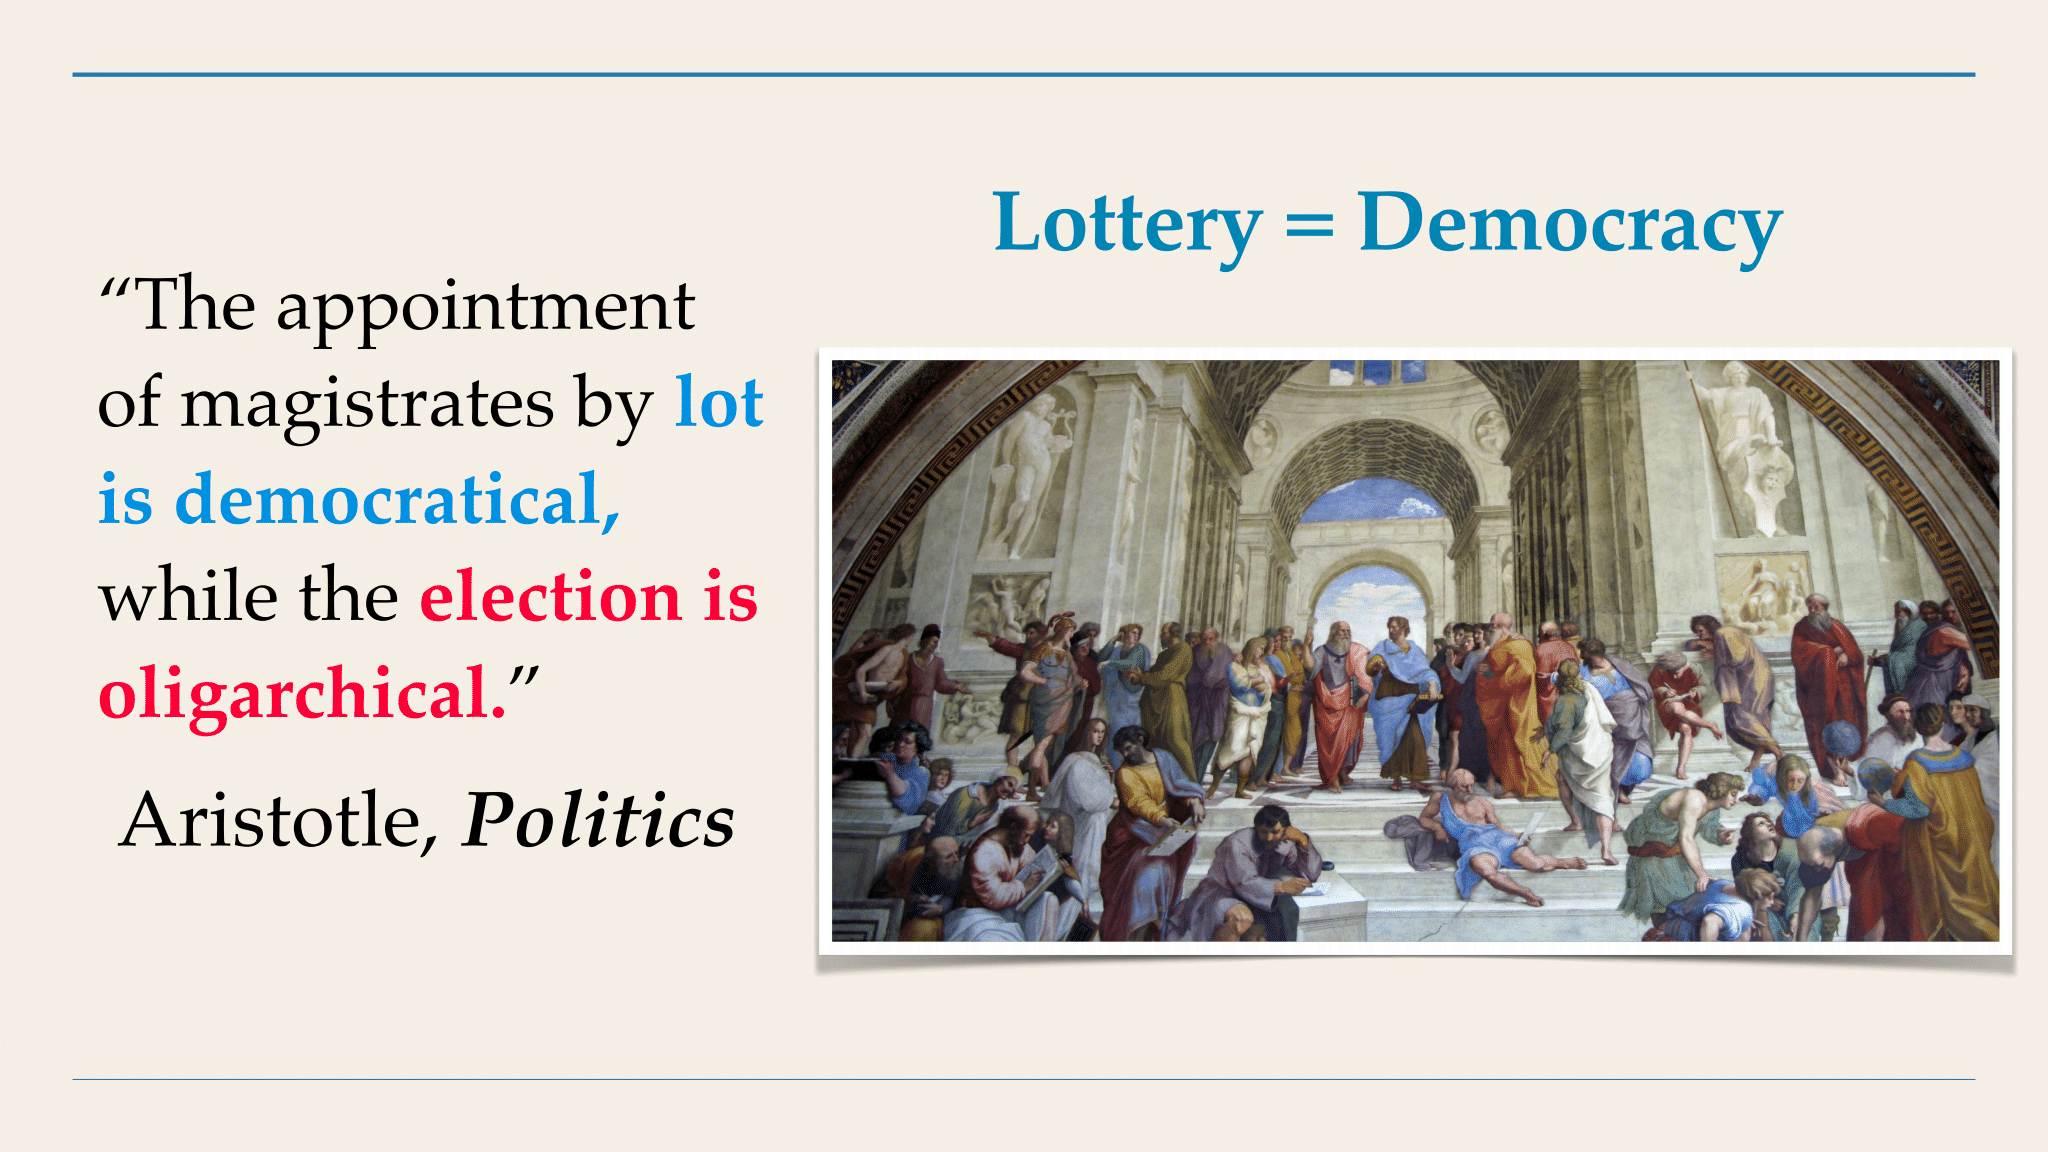 Lottery = Democracy
“The appointment
of magistrates by lot
is democratical,
while the election is
oligarchical.”
Aristotle, Politics